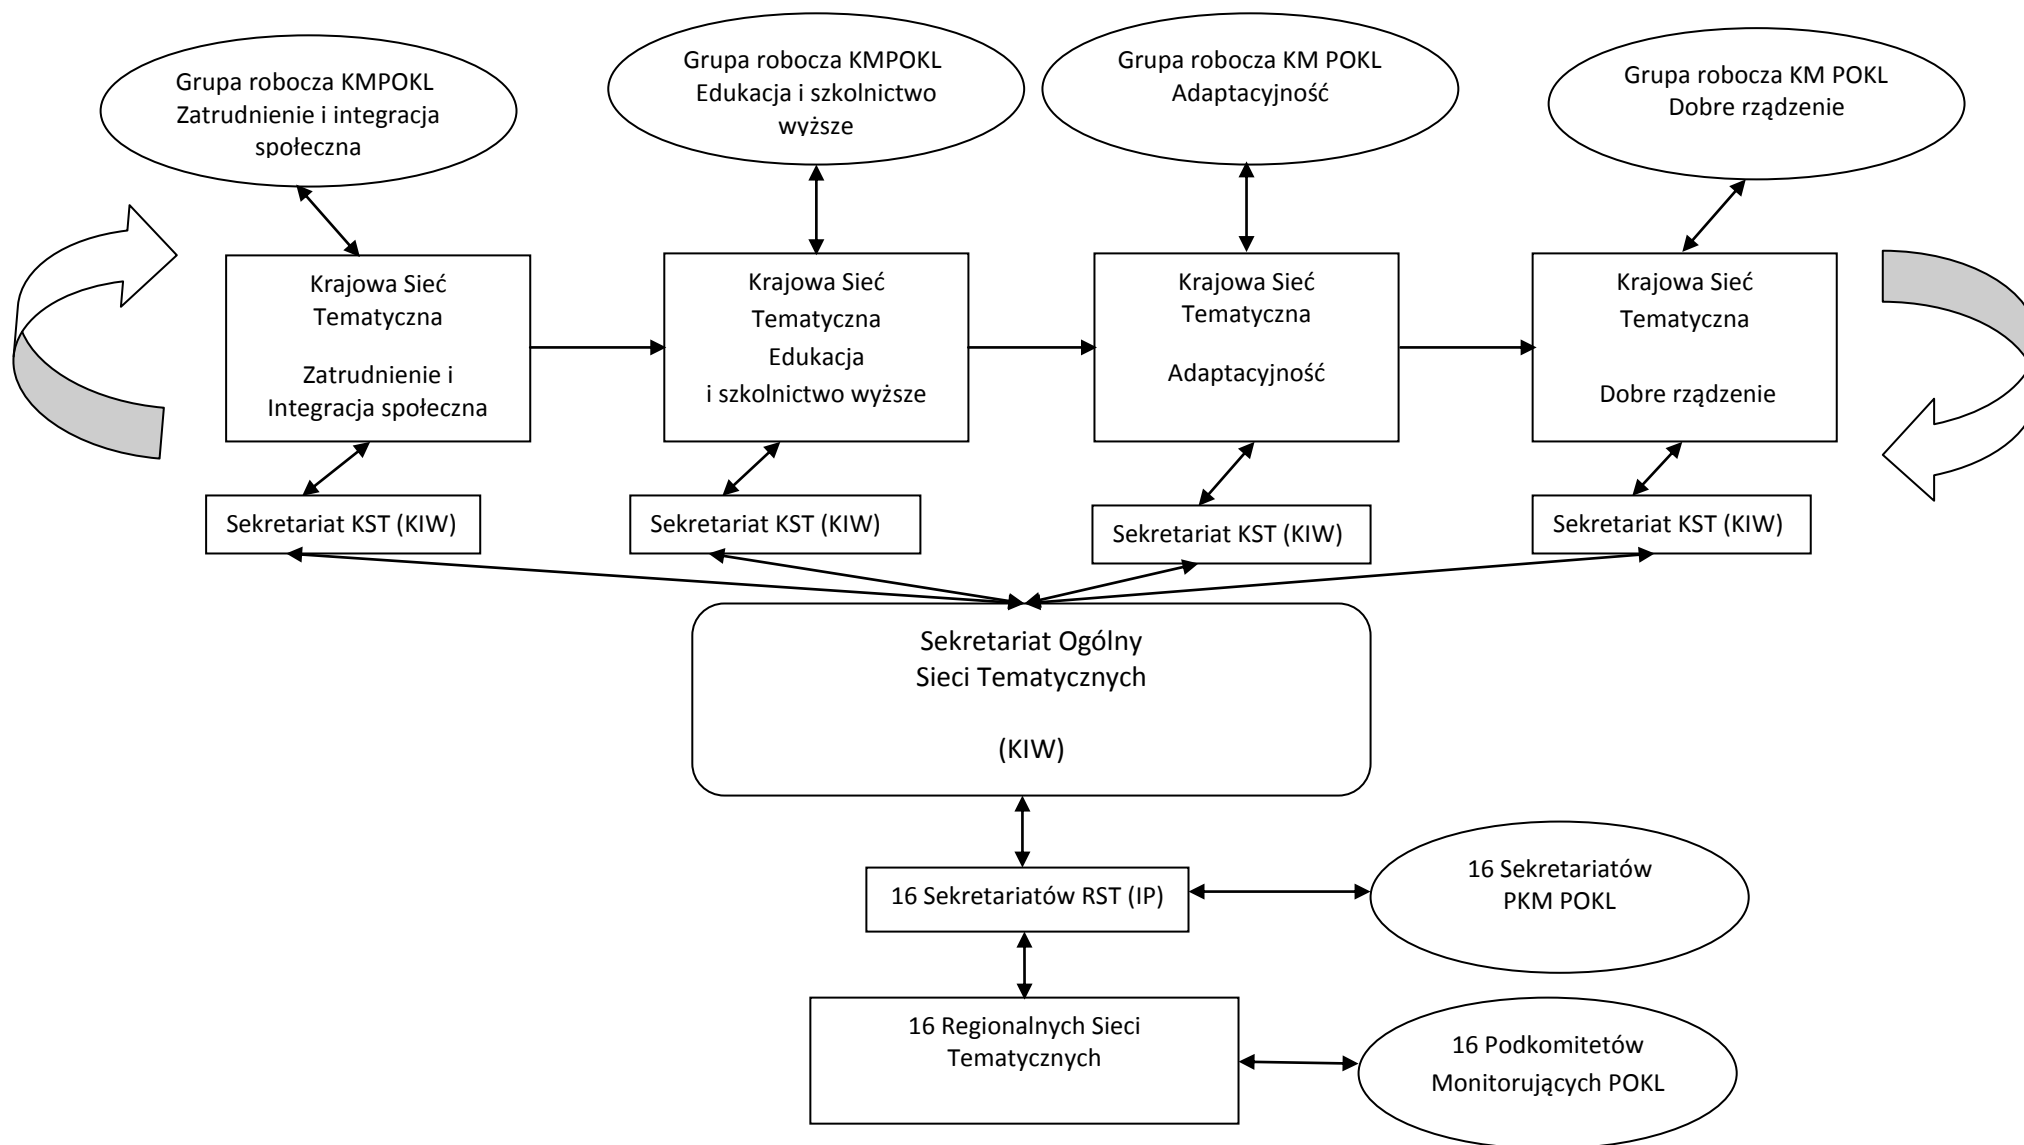 Grupa robocza KMPOKL
Zatrudnienie i integracja
społeczna
Grupa robocza KMPOKL
Edukacja i szkolnictwo
wyższe
Grupa robocza KM POKL
Adaptacyjność
Grupa robocza KM POKL
Dobre rządzenie
Krajowa Sieć
Tematyczna
Zatrudnienie i
Integracja społeczna
Krajowa Sieć
Tematyczna
Edukacja
i szkolnictwo wyższe
Krajowa Sieć
Tematyczna
Adaptacyjność
Krajowa Sieć
Tematyczna
Dobre rządzenie
Sekretariat KST (KIW)
Sekretariat KST (KIW)
Sekretariat KST (KIW)
Sekretariat KST (KIW)
Sekretariat Ogólny
Sieci Tematycznych
(KIW)
16 Sekretariatów RST (IP)
16 Sekretariatów
PKM POKL
16 Regionalnych Sieci
Tematycznych
16 Podkomitetów
Monitorujących POKL